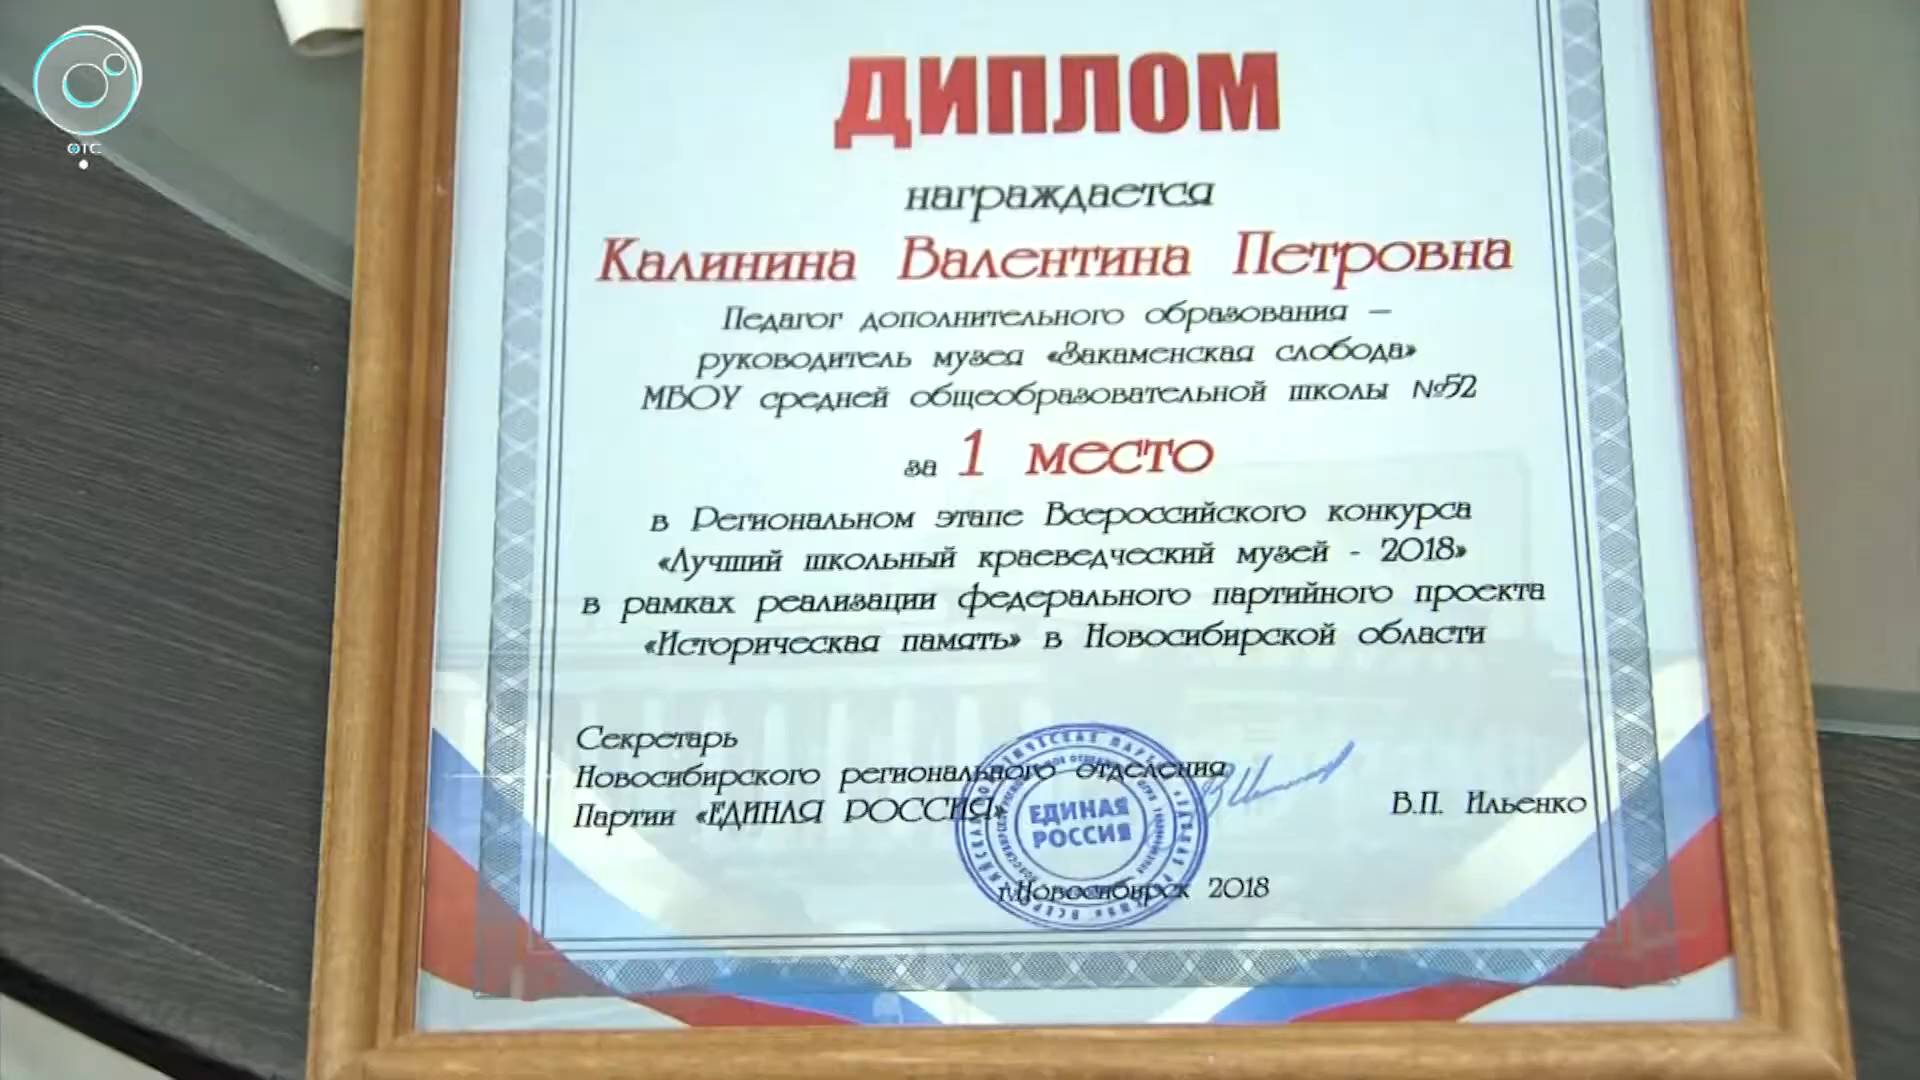 ОТС
ДИПЛОМ
награждается
Калинина Валентина Петровна
Педагог дополнительного образования –
руководитель музея «Закаменская слобода»
МБОУ средней общеобразовательной школы №52
за 1 место
в Региональном этапе Всероссийского конкурса
«Лучший школьный краеведческий музей - 2018»
в рамках реализации федерального партийного проекта
«Историческая память» в Новосибирской области
Секретарь
Новосибирского регионального отделения
Партии «ЕДИНАЯ РОССИЯ»
В.П. Ильенко
ЕДИНАЯ
РОССИЯ
г.Новосибирск 2018